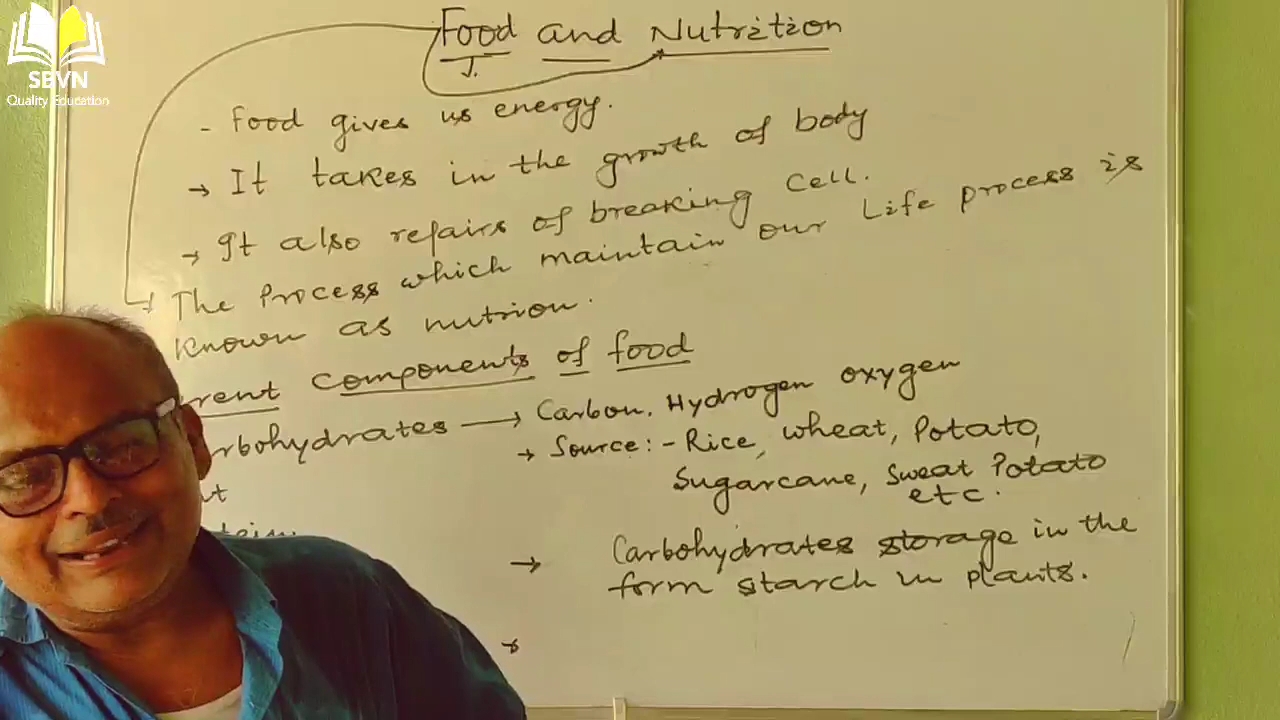 SBVN
Quality Education
Food and Nutrition
- Food gives us energy.
→ It takes in the growth of body
→ It also repairs of breaking cell.
→ The Process which maintain our Life process is
known as nutrion.
rent components of food
rbohydrates → Carbon. Hydrogen oxygen
→ Source:- Rice, wheat, Potato,
Sugarcane, Sweat Potato
etc.
→ Carbohydrates storage in the
form starch in plants.